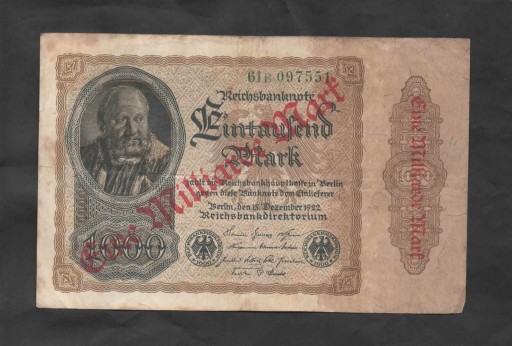 61B 097551
Reichsbanknote
Eintausend
Mark
zahlt die Reichsbankhauptkasse in Berlin
gegen diese Banknote dem Einlieferer
Berlin, den 15. Dezember 1922
Reichsbankdirektorium
1000
Eine Milliarde Mark
Eine Milliarde Mark